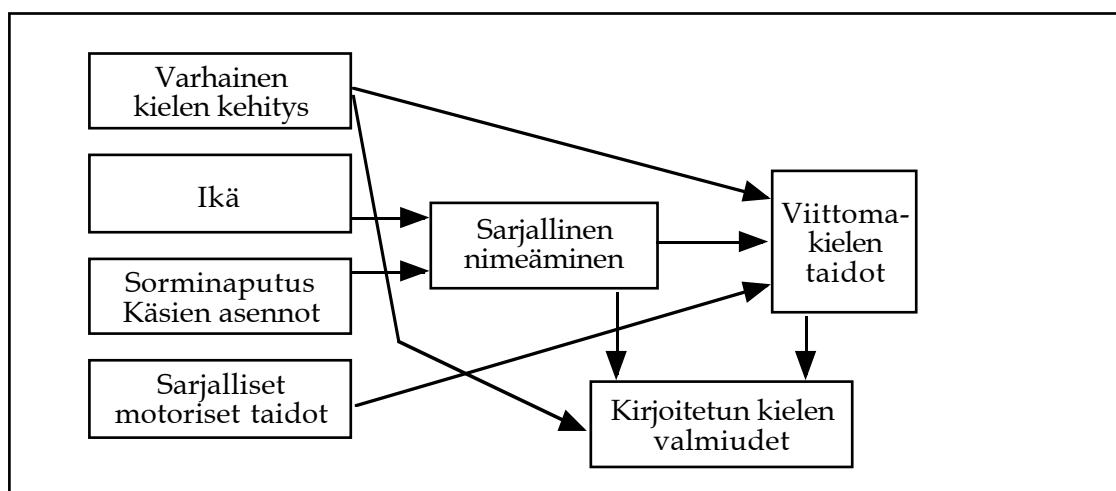 Varhainen
kielen kehitys
Ikä
Sorminaputus
Käsien asennot
Sarjalliset
motoriset taidot
Sarjallinen
nimeäminen
Viittoma-
kielen
taidot
Kirjoitetun kielen
valmiudet